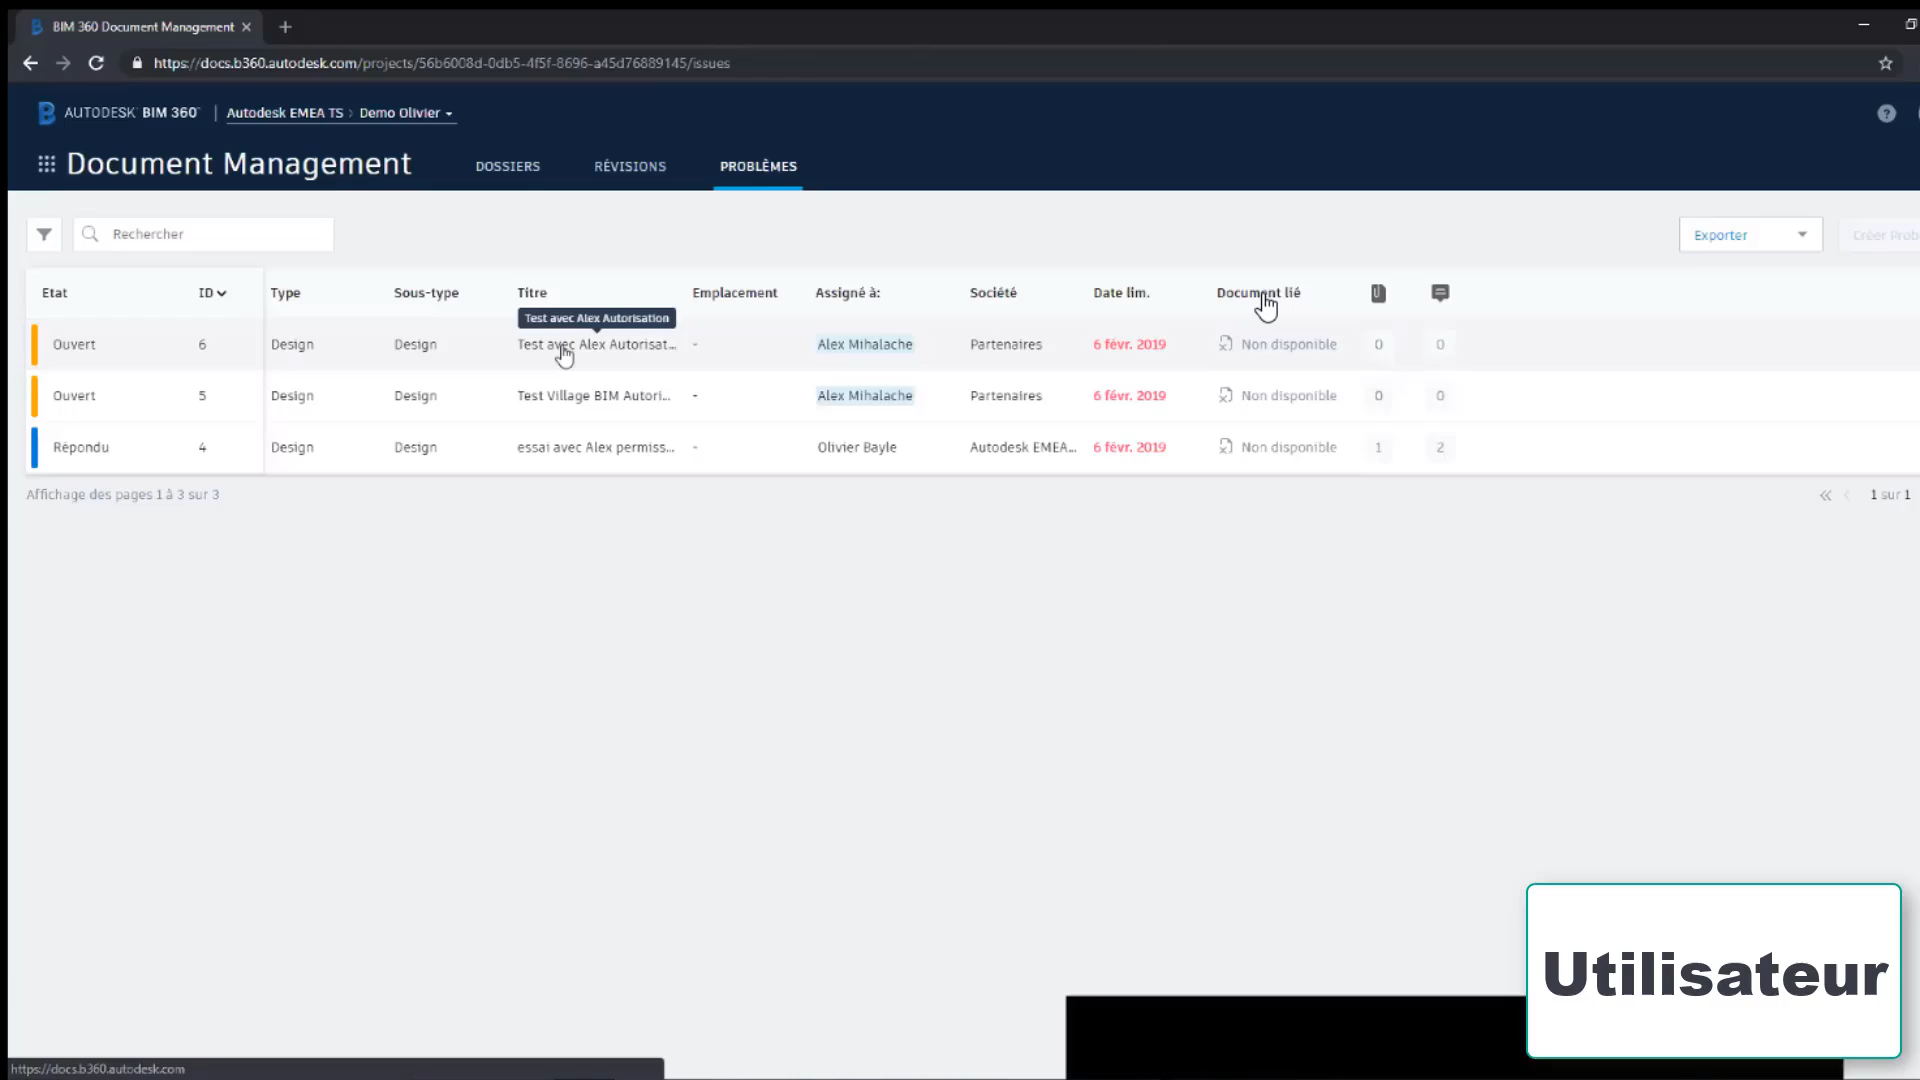 BIM 360 Document Management
https://docs.b360.autodesk.com/projects/56b6008d-0db5-4f5f-8696-a45d76889145/issues
AUTODESK BIM 360™ | Autodesk EMEA TS > Demo Olivier
Document Management DOSSIERS RÉVISIONS PROBLÈMES
Rechercher Exporter Créer Prob
Etat ID Type Sous-type Titre Emplacement Assigné à: Société Date lim. Document lié
Test avec Alex Autorisation
Ouvert 6 Design Design Test avec Alex Autorisat... - Alex Mihalache Partenaires 6 févr. 2019 Non disponible 0 0
Ouvert 5 Design Design Test Village BIM Autori... - Alex Mihalache Partenaires 6 févr. 2019 Non disponible 0 0
Répondu 4 Design Design essai avec Alex permiss... - Olivier Bayle Autodesk EMEA... 6 févr. 2019 Non disponible 1 2
Affichage des pages 1 à 3 sur 3 1 sur 1
Utilisateur
https://docs.b360.autodesk.com